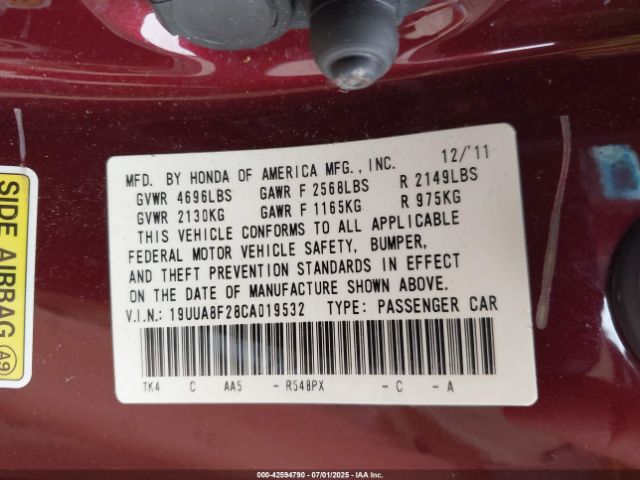 MFD. BY HONDA OF AMERICA MFG., INC. 12/'11
GVWR 4696LBS GAWR F 2568LBS R 2149LBS
GVWR 2130KG GAWR F 1165KG R 975KG
THIS VEHICLE CONFORMS TO ALL APPLICABLE
FEDERAL MOTOR VEHICLE SAFETY, BUMPER,
AND THEFT PREVENTION STANDARDS IN EFFECT
ON THE DATE OF MANUFACTURE SHOWN ABOVE.
V.I.N.: 19UUA8F28CA019532 TYPE: PASSENGER CAR
TK4 C AA5 - R548PX - C - A
SIDE AIRBAG A9
000-42594790 - 07/01/2025 - IAAI.COM